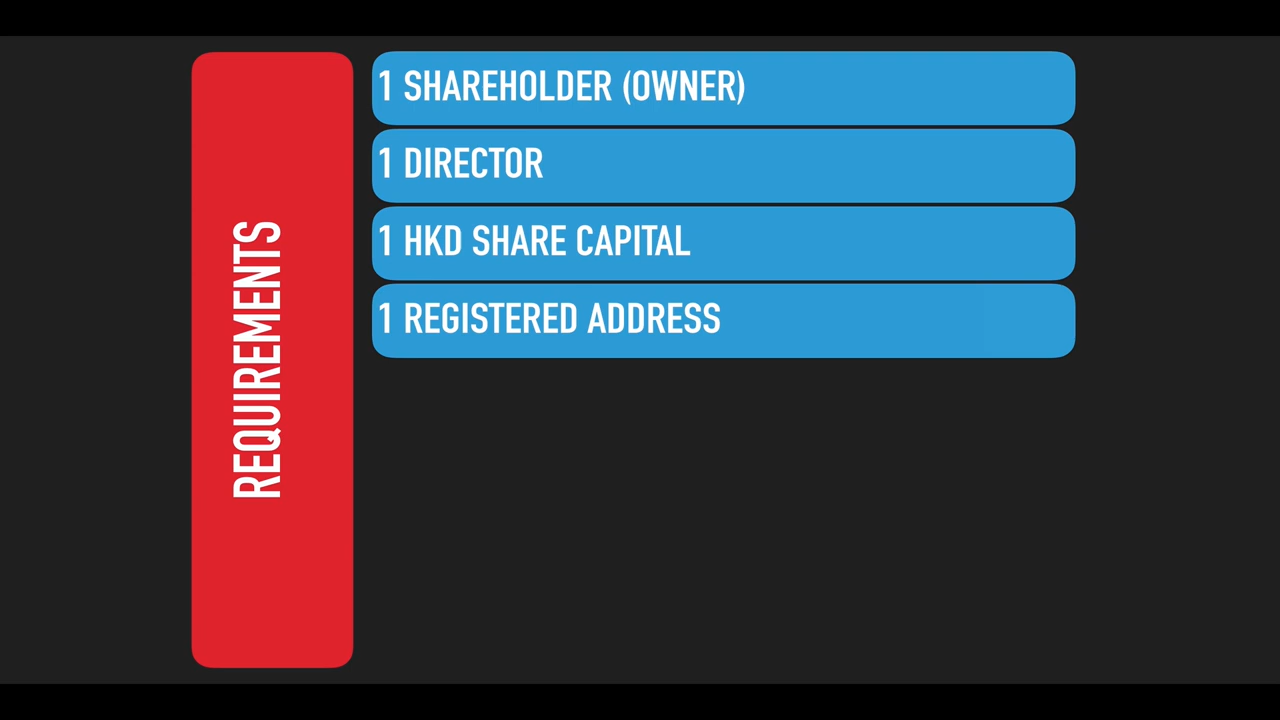 REQUIREMENTS
1 SHAREHOLDER (OWNER)
1 DIRECTOR
1 HKD SHARE CAPITAL
1 REGISTERED ADDRESS